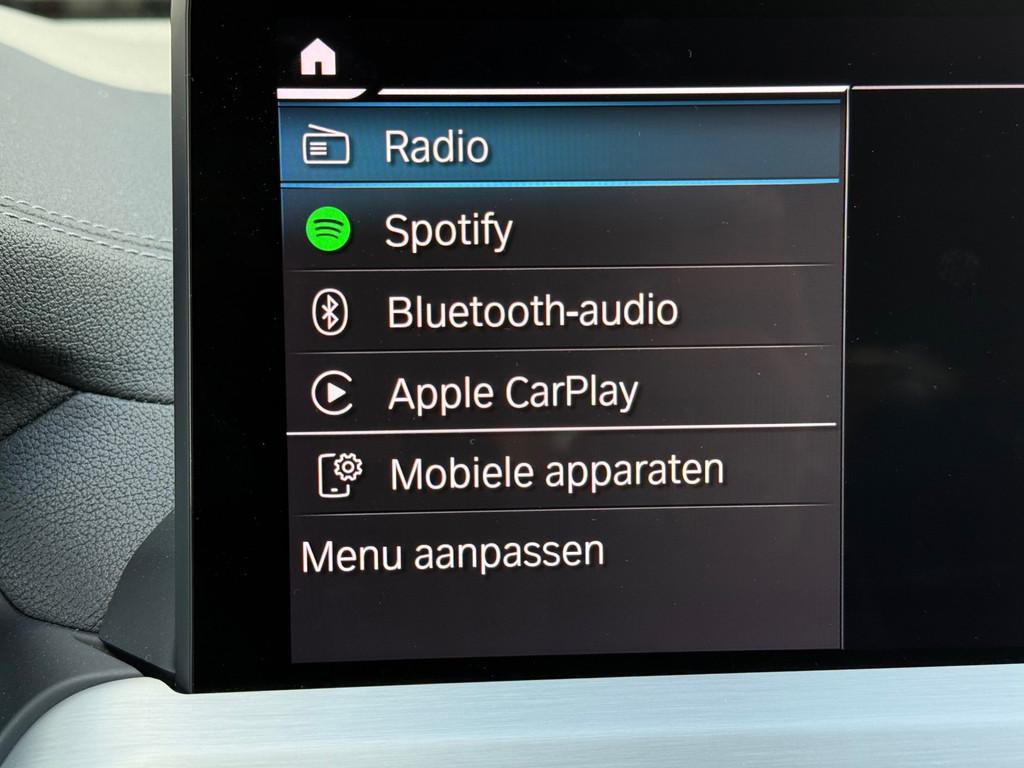 Radio
Spotify
Bluetooth-audio
Apple CarPlay
Mobiele apparaten
Menu aanpassen